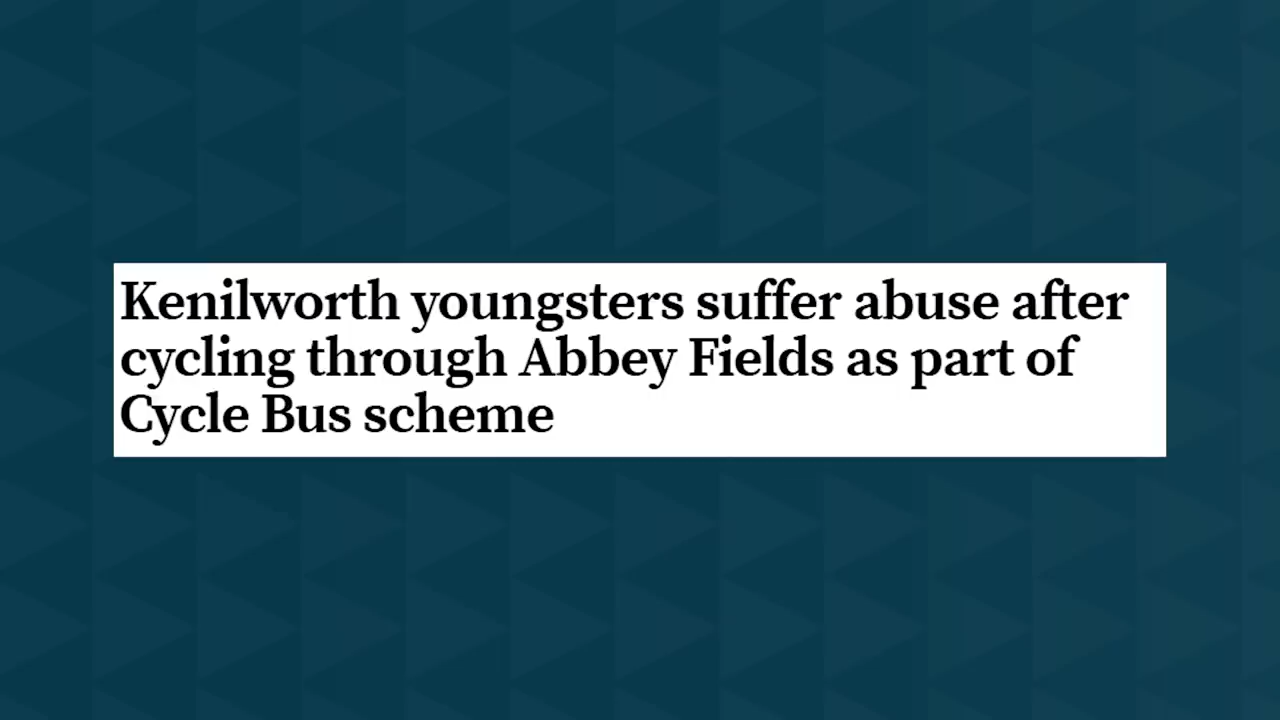 Kenilworth youngsters suffer abuse after
cycling through Abbey Fields as part of
Cycle Bus scheme